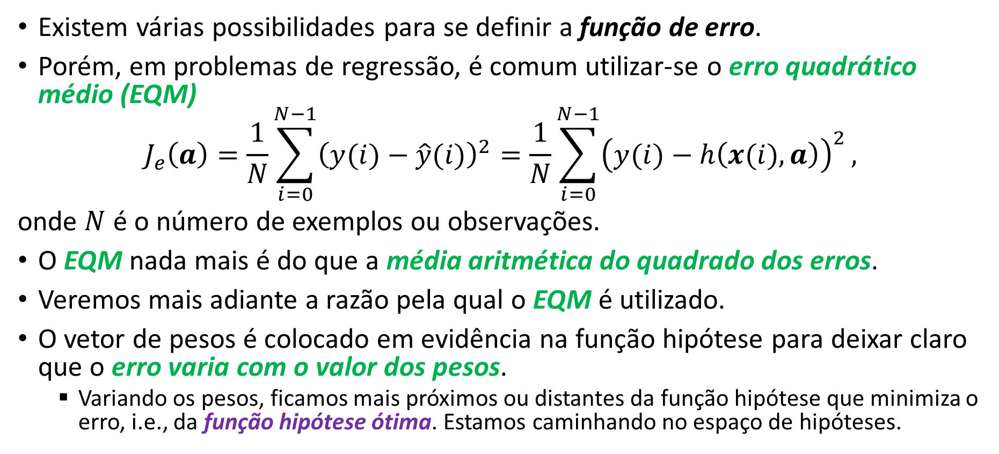 • Existem várias possibilidades para se definir a função de erro.
• Porém, em problemas de regressão, é comum utilizar-se o erro quadrático
médio (EQM)
$J_e(\boldsymbol{a}) = \frac{1}{N} \sum_{i=0}^{N-1} (y(i) - \hat{y}(i))^2 = \frac{1}{N} \sum_{i=0}^{N-1} \left(y(i) - h(\boldsymbol{x}(i), \boldsymbol{a})\right)^2,$
onde $N$ é o número de exemplos ou observações.
• O EQM nada mais é do que a média aritmética do quadrado dos erros.
• Veremos mais adiante a razão pela qual o EQM é utilizado.
• O vetor de pesos é colocado em evidência na função hipótese para deixar claro
que o erro varia com o valor dos pesos.
▪ Variando os pesos, ficamos mais próximos ou distantes da função hipótese que minimiza o
erro, i.e., da função hipótese ótima. Estamos caminhando no espaço de hipóteses.